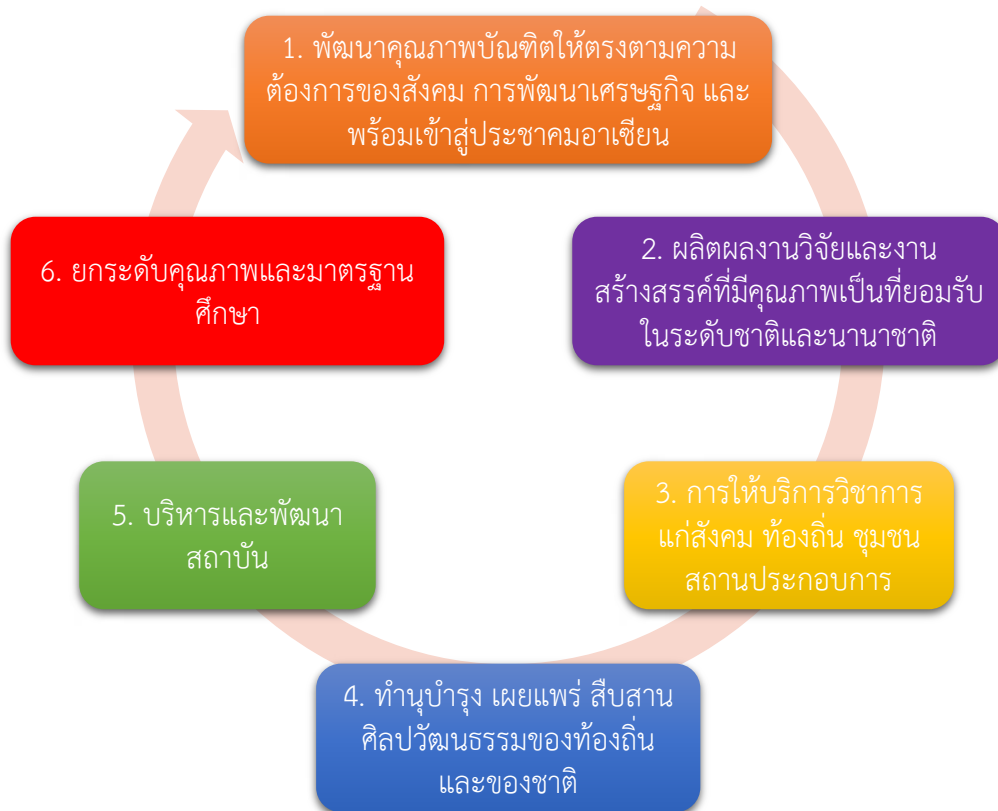 1. พัฒนาคุณภาพบัณฑิตให้ตรงตามความ
ต้องการของสังคม การพัฒนาเศรษฐกิจ และ
พร้อมเข้าสู่ประชาคมอาเซียน
2. ผลิตผลงานวิจัยและงาน
สร้างสรรค์ที่มีคุณภาพเป็นที่ยอมรับ
ในระดับชาติและนานาชาติ
3. การให้บริการวิชาการ
แก่สังคม ท้องถิ่น ชุมชน
สถานประกอบการ
4. ทำนุบำรุง เผยแพร่ สืบสาน
ศิลปวัฒนธรรมของท้องถิ่น
และของชาติ
5. บริหารและพัฒนา
สถาบัน
6. ยกระดับคุณภาพและมาตรฐาน
ศึกษา